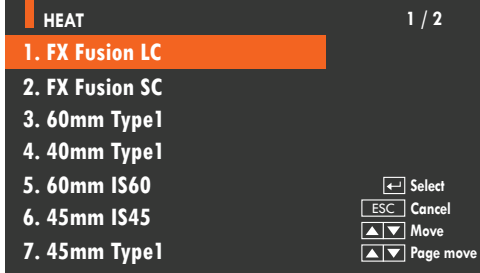 HEAT 1 / 2
1. FX Fusion LC
2. FX Fusion SC
3. 60mm Type1
4. 40mm Type1
5. 60mm IS60
6. 45mm IS45
7. 45mm Type1
Select
ESC Cancel
Move
Page move